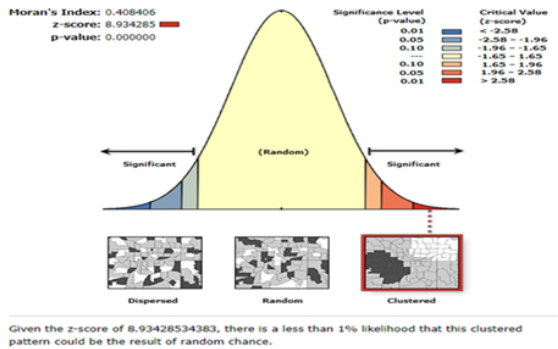 Moran's Index: 0.408406
z-score: 8.934285
p-value: 0.000000
Significance Level
(p-value)
0.01
0.05
0.10
---
0.10
0.05
0.01
Critical Value
(z-score)
< -2.58
-2.58 - -1.96
-1.96 - -1.65
-1.65 - 1.65
1.65 - 1.96
1.96 - 2.58
> 2.58
(Random)
Significant
Significant
Dispersed
Random
Clustered
Given the z-score of 8.93428534383, there is a less than 1% likelihood that this clustered
pattern could be the result of random chance.